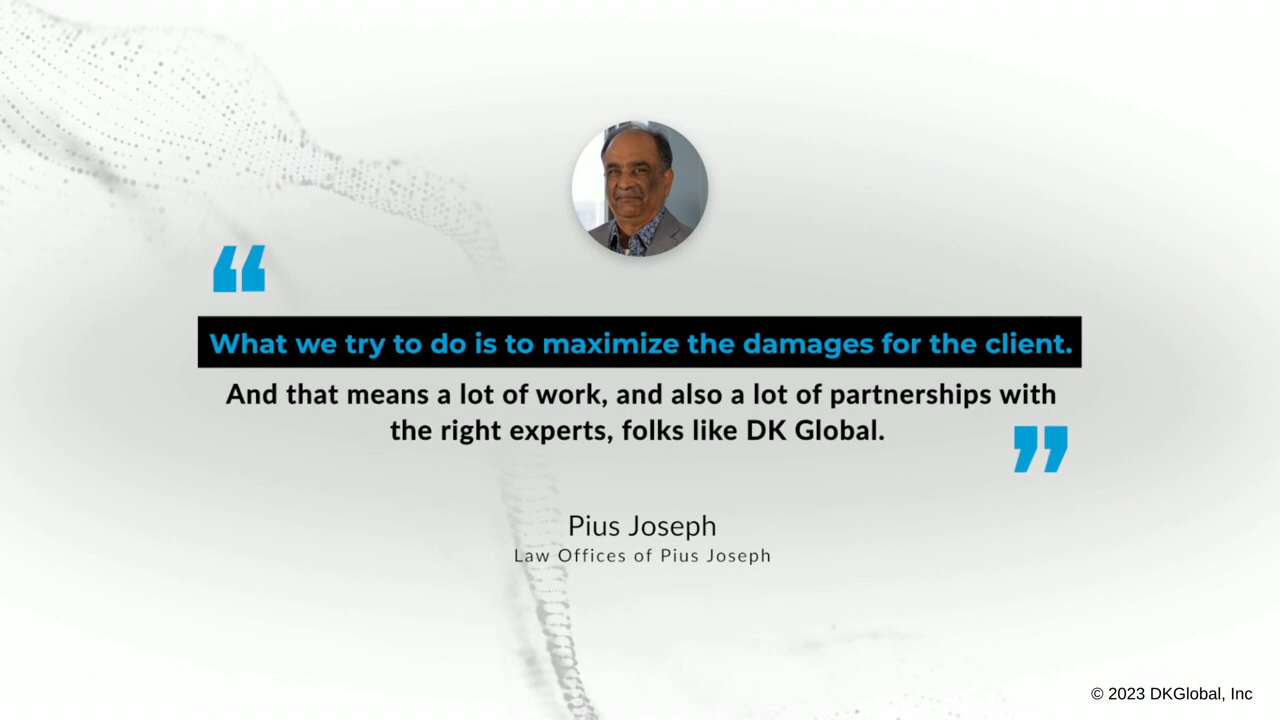 “
What we try to do is to maximize the damages for the client.
And that means a lot of work, and also a lot of partnerships with
the right experts, folks like DK Global.
”
Pius Joseph
Law Offices of Pius Joseph
© 2023 DKGlobal, Inc